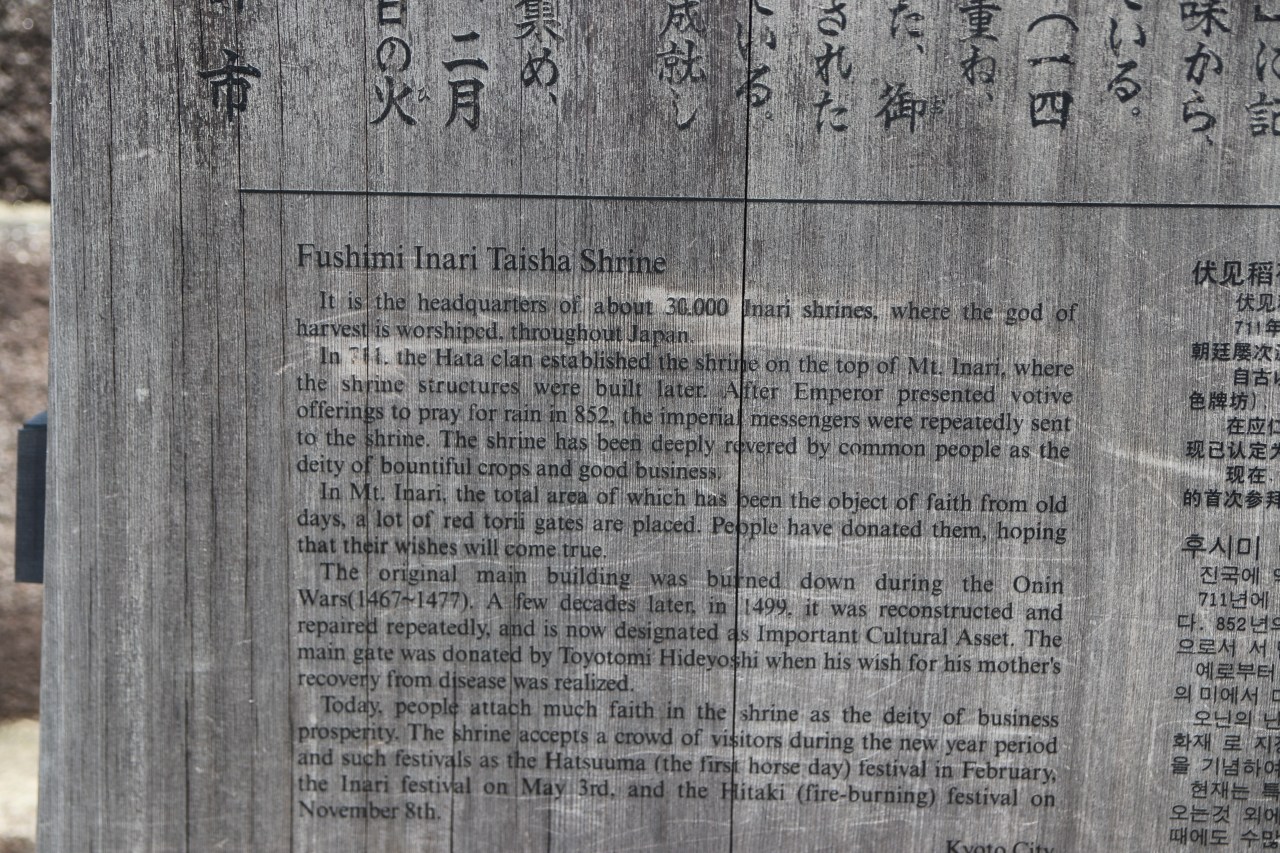 に記
味から、
いる。
(一四
重ね、
た、御
された
いる。
成就し
集め、
二月
日の火
市
Fushimi Inari Taisha Shrine
It is the headquarters of about 30.000 Inari shrines, where the god of
harvest is worshiped, throughout Japan.
In 711, the Hata clan established the shrine on the top of Mt. Inari, where
the shrine structures were built later. After Emperor presented votive
offerings to pray for rain in 852, the imperial messengers were repeatedly sent
to the shrine. The shrine has been deeply revered by common people as the
deity of bountiful crops and good business.
In Mt. Inari, the total area of which has been the object of faith from old
days, a lot of red torii gates are placed. People have donated them, hoping
that their wishes will come true.
The original main building was burned down during the Onin
Wars(1467~1477). A few decades later, in 1499, it was reconstructed and
repaired repeatedly, and is now designated as Important Cultural Asset. The
main gate was donated by Toyotomi Hideyoshi when his wish for his mother's
recovery from disease was realized.
Today, people attach much faith in the shrine as the deity of business
prosperity. The shrine accepts a crowd of visitors during the new year period
and such festivals as the Hatsuuma (the first horse day) festival in February,
the Inari festival on May 3rd, and the Hitaki (fire-burning) festival on
November 8th.
Kyoto City
伏见稻
伏见
711年
朝廷屡次
自古
色牌坊)
在应仁
现已认定
现在
的首次参拜
후시미
진국에
711년에
다. 852년
으로서 서
예로부터
의 미에서
오닌의 난
화재 로 지
을 기념하여
현재는 특
오는것 외에
때에도 수많